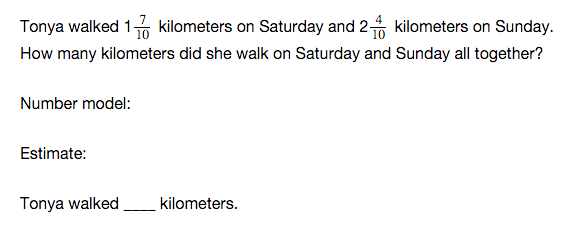 Tonya walked 1 7/10 kilometers on Saturday and 2 4/10 kilometers on Sunday.
How many kilometers did she walk on Saturday and Sunday all together?
Number model:
Estimate:
Tonya walked ____ kilometers.